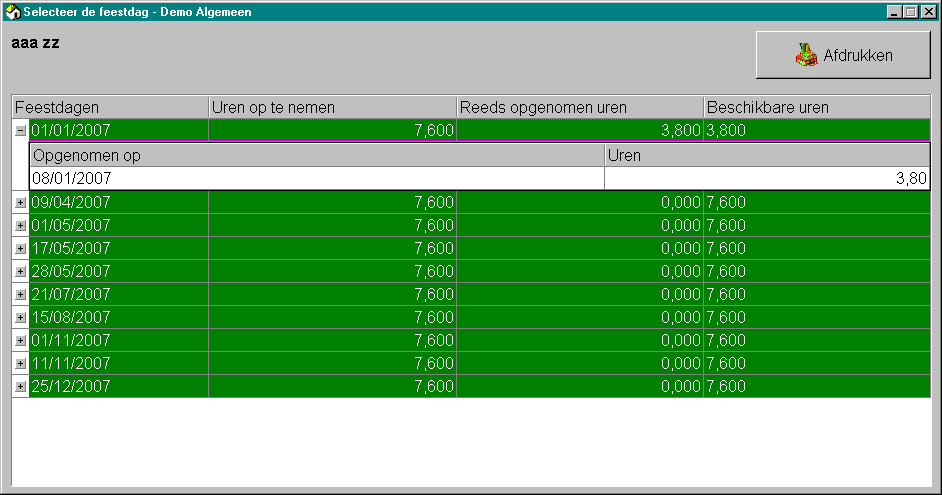 Selecteer de feestdag - Demo Algemeen
aaa zz
Afdrukken
Feestdagen Uren op te nemen Reeds opgenomen uren Beschikbare uren
01/01/2007 7,600 3,800 3,800
Opgenomen op Uren
08/01/2007 3,80
09/04/2007 7,600 0,000 7,600
01/05/2007 7,600 0,000 7,600
17/05/2007 7,600 0,000 7,600
28/05/2007 7,600 0,000 7,600
21/07/2007 7,600 0,000 7,600
15/08/2007 7,600 0,000 7,600
01/11/2007 7,600 0,000 7,600
11/11/2007 7,600 0,000 7,600
25/12/2007 7,600 0,000 7,600